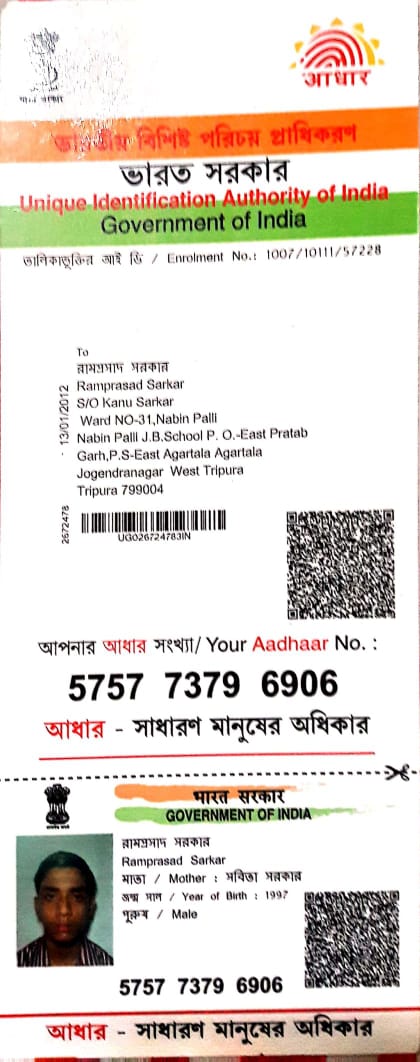 আধার
ভারতীয় বিশিষ্ট পরিচয় প্রাধিকরণ
ভারত সরকার
Unique Identification Authority of India
Government of India
তালিকাভুক্তির আই ডি / Enrolment No.: 1007/10111/57228
To
রামপ্রসাদ সরকার
Ramprasad Sarkar
S/O Kanu Sarkar
Ward NO-31,Nabin Palli
Nabin Palli J.B.School P. O.-East Pratab
Garh,P.S-East Agartala Agartala
Jogendranagar West Tripura
Tripura 799004
13/01/2012
2672478
UG026724783IN
আপনার আধার সংখ্যা/ Your Aadhaar No. :
5757 7379 6906
আধার - সাধারণ মানুষের অধিকার
भारत सरकार
GOVERNMENT OF INDIA
রামপ্রসাদ সরকার
Ramprasad Sarkar
মাতা / Mother : সবিতা সরকার
জন্ম সাল / Year of Birth : 1997
পুরুষ / Male
5757 7379 6906
আধার - সাধারণ মানুষের অধিকার